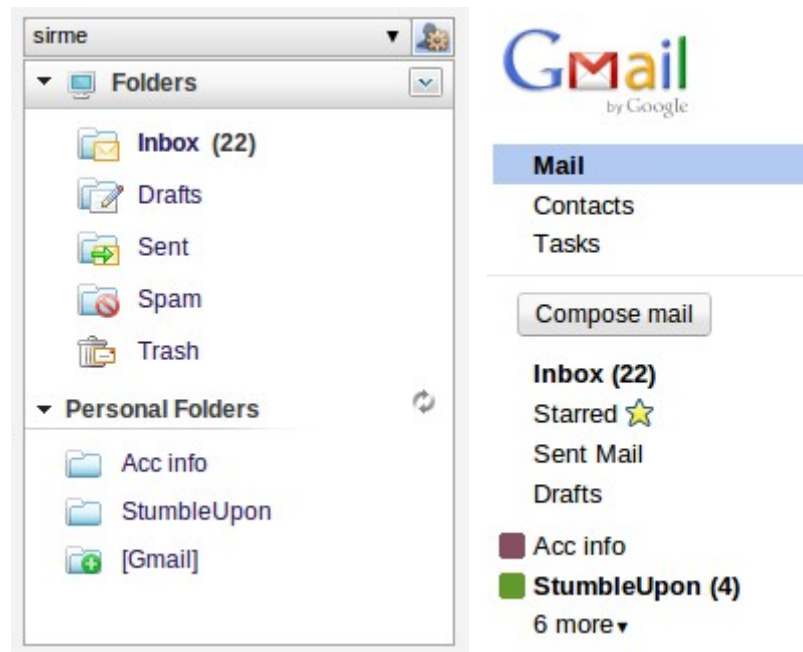 sirme
Folders
Inbox (22)
Drafts
Sent
Spam
Trash
Personal Folders
Acc info
StumbleUpon
[Gmail]
GMail
by Google
Mail
Contacts
Tasks
Compose mail
Inbox (22)
Starred
Sent Mail
Drafts
Acc info
StumbleUpon (4)
6 more